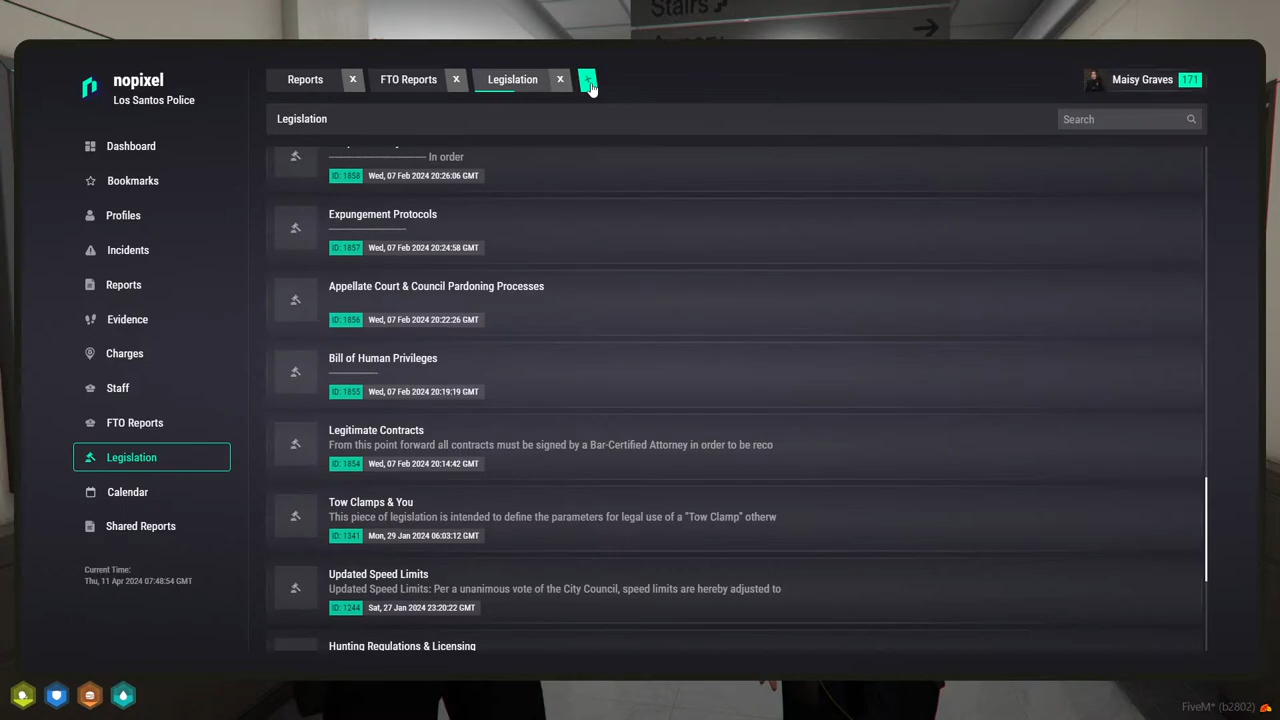 Stairs
nopixel
Los Santos Police
Reports x FTO Reports x Legislation x +
Maisy Graves 171
Legislation
Search
Dashboard
Bookmarks
Profiles
Incidents
Reports
Evidence
Charges
Staff
FTO Reports
Legislation
Calendar
Shared Reports
Current Time:
Thu, 11 Apr 2024 07:48:54 GMT
———————————— In order
ID: 1858 Wed, 07 Feb 2024 20:26:06 GMT
Expungement Protocols
ID: 1857 Wed, 07 Feb 2024 20:24:58 GMT
Appellate Court & Council Pardoning Processes
ID: 1856 Wed, 07 Feb 2024 20:22:26 GMT
Bill of Human Privileges
ID: 1855 Wed, 07 Feb 2024 20:19:19 GMT
Legitimate Contracts
From this point forward all contracts must be signed by a Bar-Certified Attorney in order to be reco
ID: 1854 Wed, 07 Feb 2024 20:14:42 GMT
Tow Clamps & You
This piece of legislation is intended to define the parameters for legal use of a "Tow Clamp" otherw
ID: 1341 Mon, 29 Jan 2024 06:03:12 GMT
Updated Speed Limits
Updated Speed Limits: Per a unanimous vote of the City Council, speed limits are hereby adjusted to
ID: 1244 Sat, 27 Jan 2024 23:20:22 GMT
Hunting Regulations & Licensing
FiveM* (b2802)